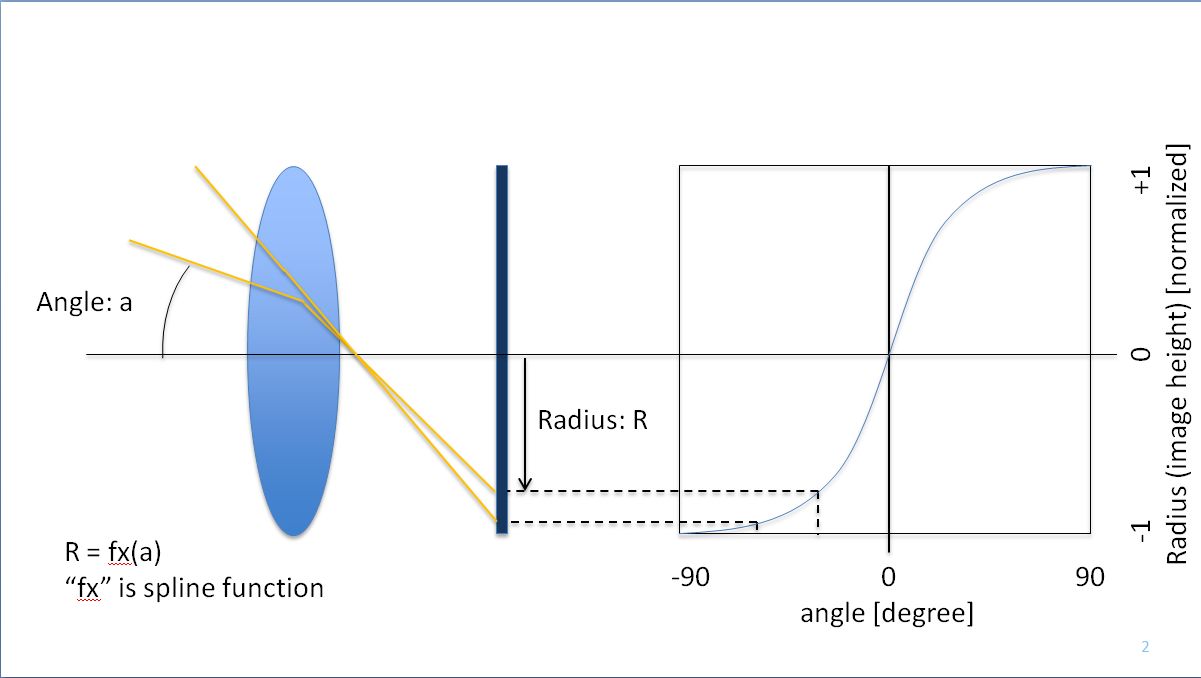 Angle: a
Radius: R
R = fx(a)
“fx” is spline function
+1
0
-1
Radius (image height) [normalized]
-90
0
90
angle [degree]
2